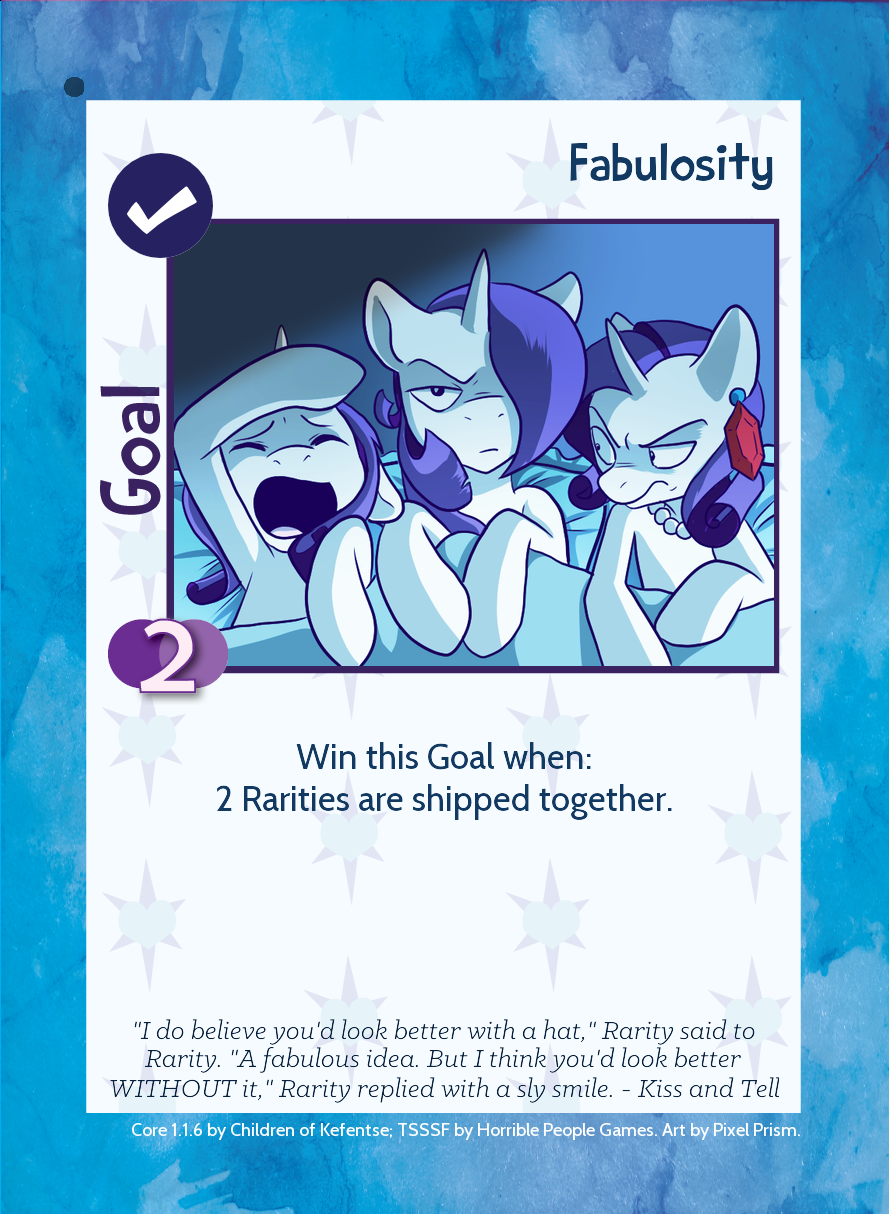 Fabulosity
Goal
2
Win this Goal when:
2 Rarities are shipped together.
"I do believe you'd look better with a hat," Rarity said to
Rarity. "A fabulous idea. But I think you'd look better
WITHOUT it," Rarity replied with a sly smile. - Kiss and Tell
Core 1.1.6 by Children of Kefentse; TSSSF by Horrible People Games. Art by Pixel Prism.